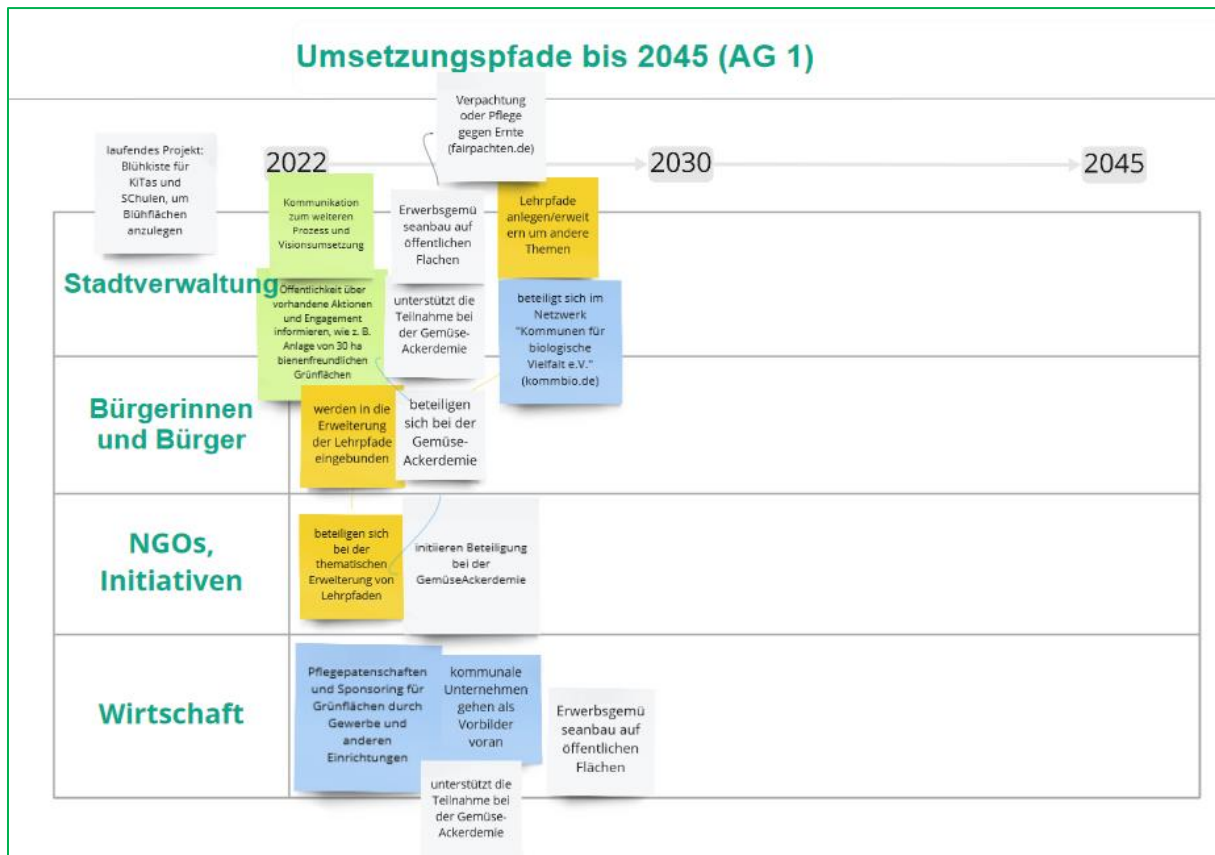 Umsetzungspfade bis 2045 (AG 1)
Verpachtung
oder Pflege
gegen Ernte
(fairpachten.de)
laufendes Projekt:
Blühkiste für
KiTas und
SChulen, um
Blühflächen
anzulegen
2022
2030
2045
Stadtverwaltung
Kommunikation
zum weiteren
Prozess und
Visionsumsetzung
Erwerbsgemü
seanbau auf
öffentlichen
Flächen
Lehrpfade
anlegen/erweit
ern um andere
Themen
Öffentlichkeit über
vorhandene Aktionen
und Engagement
informieren, wie z. B.
Anlage von 30 ha
bienenfreundlichen
Grünflächen
unterstützt die
Teilnahme bei
der Gemüse-
Ackerdemie
beteiligt sich im
Netzwerk
"Kommunen für
biologische
Vielfalt e.V."
(kommbio.de)
Bürgerinnen
und Bürger
werden in die
Erweiterung
der Lehrpfade
eingebunden
beteiligen
sich bei der
Gemüse-
Ackerdemie
NGOs,
Initiativen
beteiligen sich
bei der
thematischen
Erweiterung von
Lehrpfaden
initiieren Beteiligung
bei der
GemüseAckerdemie
Wirtschaft
Pflegepatenschaften
und Sponsoring für
Grünflächen durch
Gewerbe und
anderen
Einrichtungen
kommunale
Unternehmen
gehen als
Vorbilder
voran
Erwerbsgemü
seanbau auf
öffentlichen
Flächen
unterstützt die
Teilnahme bei
der Gemüse-
Ackerdemie